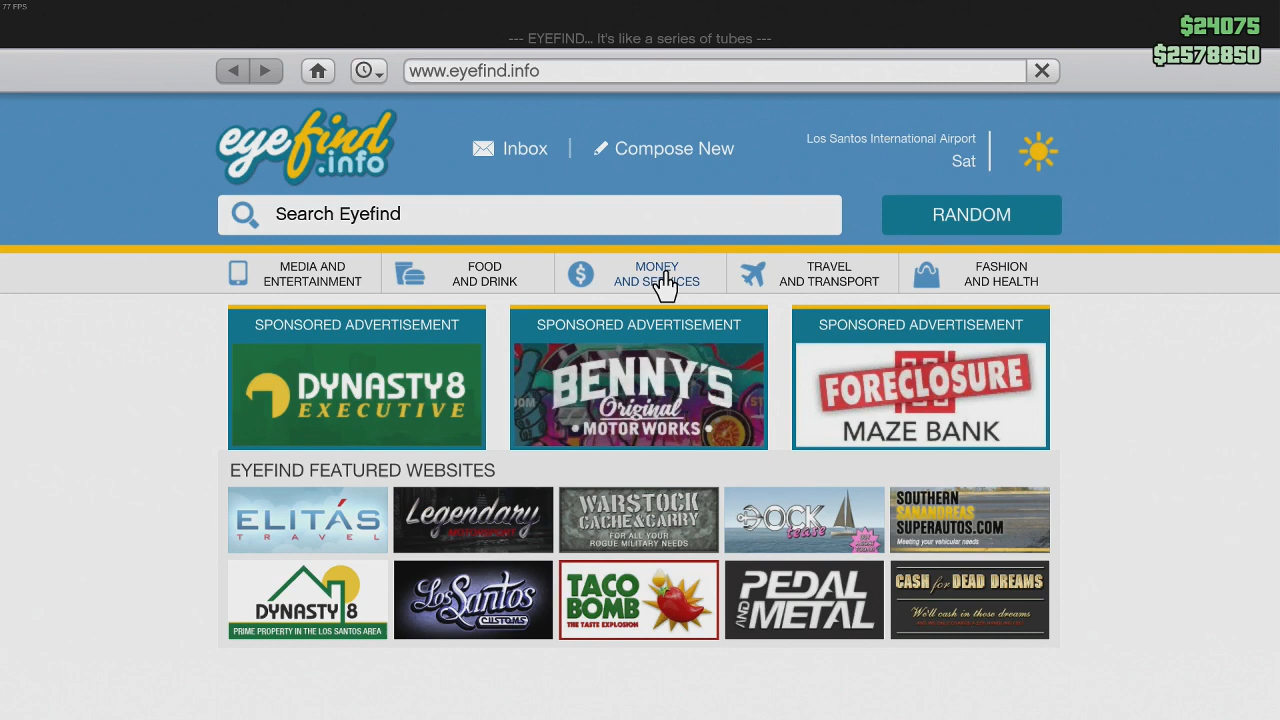 77 FPS
$24075
--- EYEFIND... It's like a series of tubes ---
$2578850
www.eyefind.info
eyefind
.info
Inbox
Compose New
Los Santos International Airport
Sat
Search Eyefind
RANDOM
MEDIA AND
ENTERTAINMENT
FOOD
AND DRINK
MONEY
AND SERVICES
TRAVEL
AND TRANSPORT
FASHION
AND HEALTH
SPONSORED ADVERTISEMENT
DYNASTY 8
EXECUTIVE
SPONSORED ADVERTISEMENT
BENNY'S
Original
MOTOR WORKS
SPONSORED ADVERTISEMENT
FORECLOSURE
MAZE BANK
EYEFIND FEATURED WEBSITES
ELITÁS
TRAVEL
Legendary
MOTORSPORT
WARSTOCK
CACHE & CARRY
FOR ALL YOUR
ROGUE MILITARY NEEDS
DOCK
tease
SOUTHERN
SANANDREAS
SUPERAUTOS.COM
Meeting your vehicular needs
DYNASTY 8
PRIME PROPERTY IN THE LOS SANTOS AREA
Los Santos
CUSTOMS
TACO
BOMB
THE TASTE EXPLOSION
PEDAL
AND METAL
CASH for DEAD DREAMS
We'll cash in those dreams